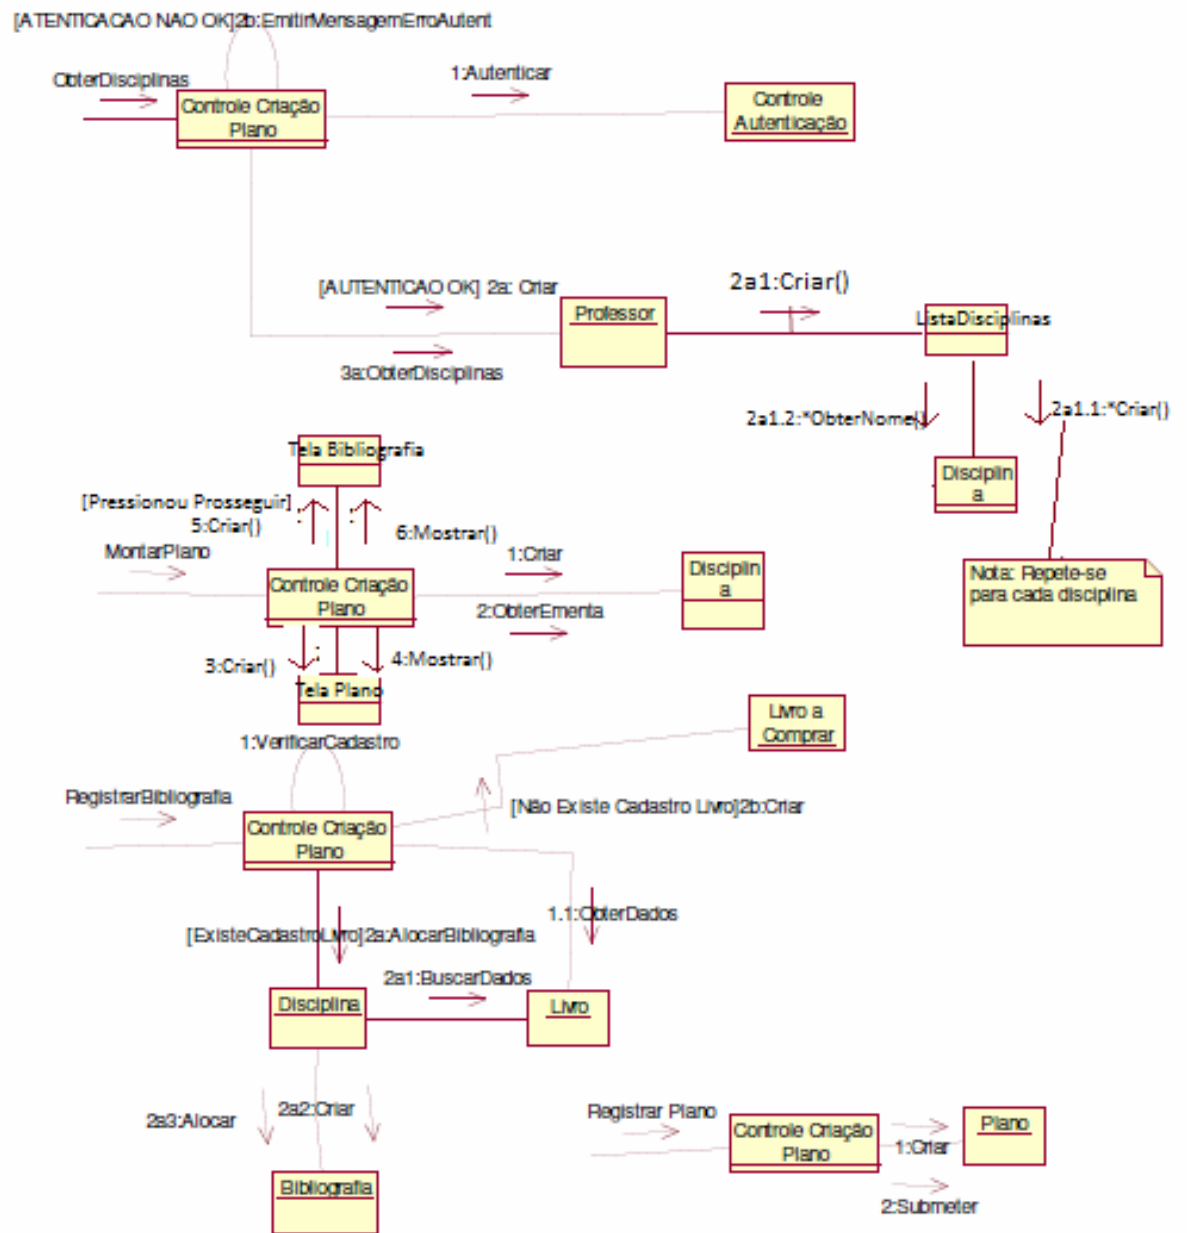 [ATENTICACAO NAO OK]2b:EmitirMensagemErroAutent
ObterDisciplinas
1:Autenticar
Controle Criação
Plano
Controle
Autenticação
[AUTENTICAO OK] 2a: Criar
2a1:Criar()
Professor
ListaDisciplinas
3a:ObterDisciplinas
2a1.2:*ObterNome()
2a1.1:*Criar()
Tela Bibliografia
Disciplin
a
[Pressionou Prosseguir]
5:Criar()
6:Mostrar()
MontarPlano
1:Criar
Controle Criação
Plano
Disciplin
a
Nota: Repete-se
para cada disciplina
2:ObterEmenta
3:Criar()
4:Mostrar()
Tela Plano
1:VerificarCadastro
Livro a
Comprar
RegistrarBibliografia
[Não Existe Cadastro Livro]2b:Criar
Controle Criação
Plano
1.1:ObterDados
[ExisteCadastroLivro]2a:AlocarBibliografia
2a1:BuscarDados
Disciplina
Livro
2a3:Alocar
2a2:Criar
Registrar Plano
Controle Criação
Plano
Plano
1:Criar
Bibliografia
2:Submeter